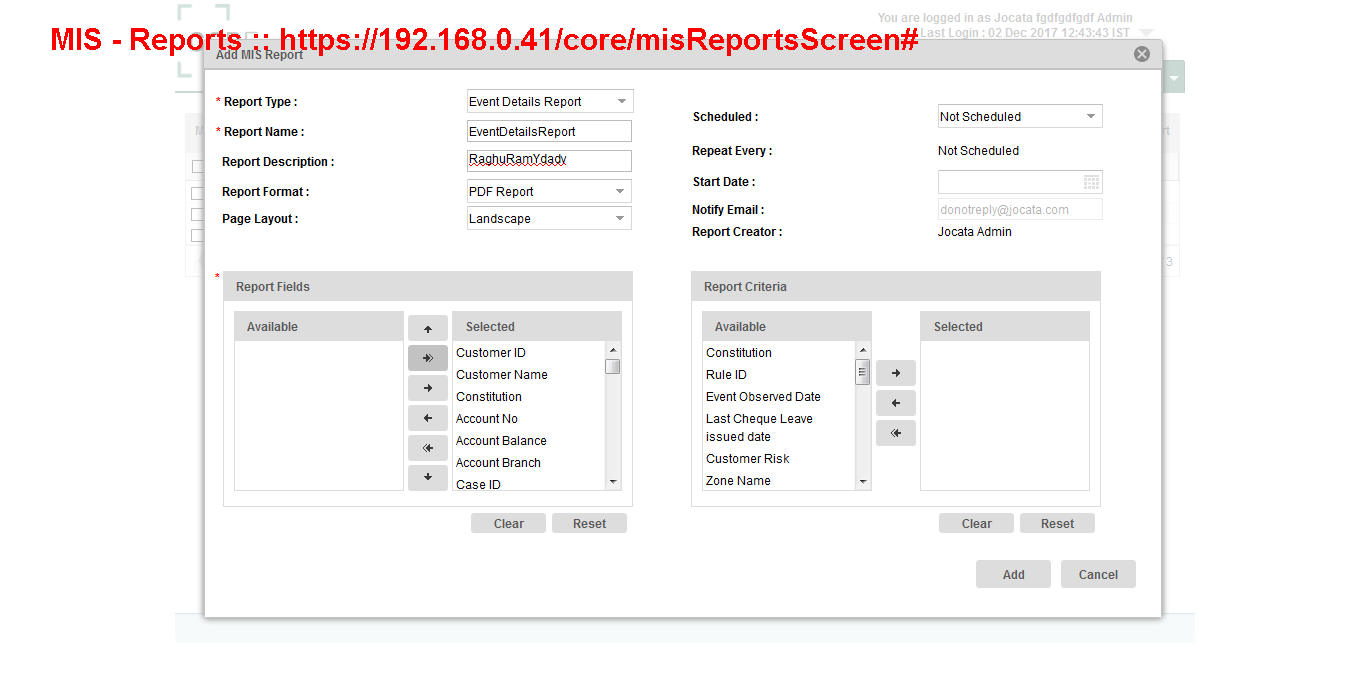 You are logged in as Jocata fgdfgdfgdf Admin
MIS - Reports :: https://192.168.0.41/core/misReportsScreen#
Last Login : 02 Dec 2017 12:43:43 IST
Add MIS Report
* Report Type :
Event Details Report
* Report Name :
EventDetailsReport
Report Description :
RaghuRamYdadv
Report Format :
PDF Report
Page Layout :
Landscape
Scheduled :
Not Scheduled
Repeat Every :
Not Scheduled
Start Date :
Notify Email :
donotreply@jocata.com
Report Creator :
Jocata Admin
*
Report Fields
Available
Selected
Customer ID
Customer Name
Constitution
Account No
Account Balance
Account Branch
Case ID
Clear
Reset
Report Criteria
Available
Constitution
Rule ID
Event Observed Date
Last Cheque Leave
issued date
Customer Risk
Zone Name
Selected
Clear
Reset
Add
Cancel
3